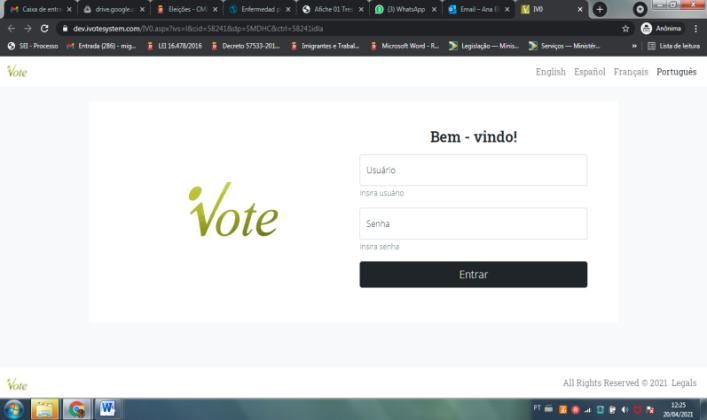 Caixa de entr
drive.google.
Eleições - CM
Enfermedad p
Afiche 01 Tres
(3) WhatsApp
Email – Ana El
IV0
dev.ivotesystem.com/IV0.aspx?ivs=I&cid=58241&dp=SMDHC&ctrl=58241idla
Anônima
SEI - Processo
Entrada (286) - mig...
LEI 16.478/2016
Decreto 57533-201...
Imigrantes e Trabal...
Microsoft Word - R...
Legislação — Minis...
Serviços — Ministér...
»
Lista de leitura
iVote
English Español Français Português
Bem - vindo!
Usuário
Insira usuário
iVote
Senha
Insira senha
Entrar
iVote
All Rights Reserved © 2021 Legals
PT
12:25
20/04/2021